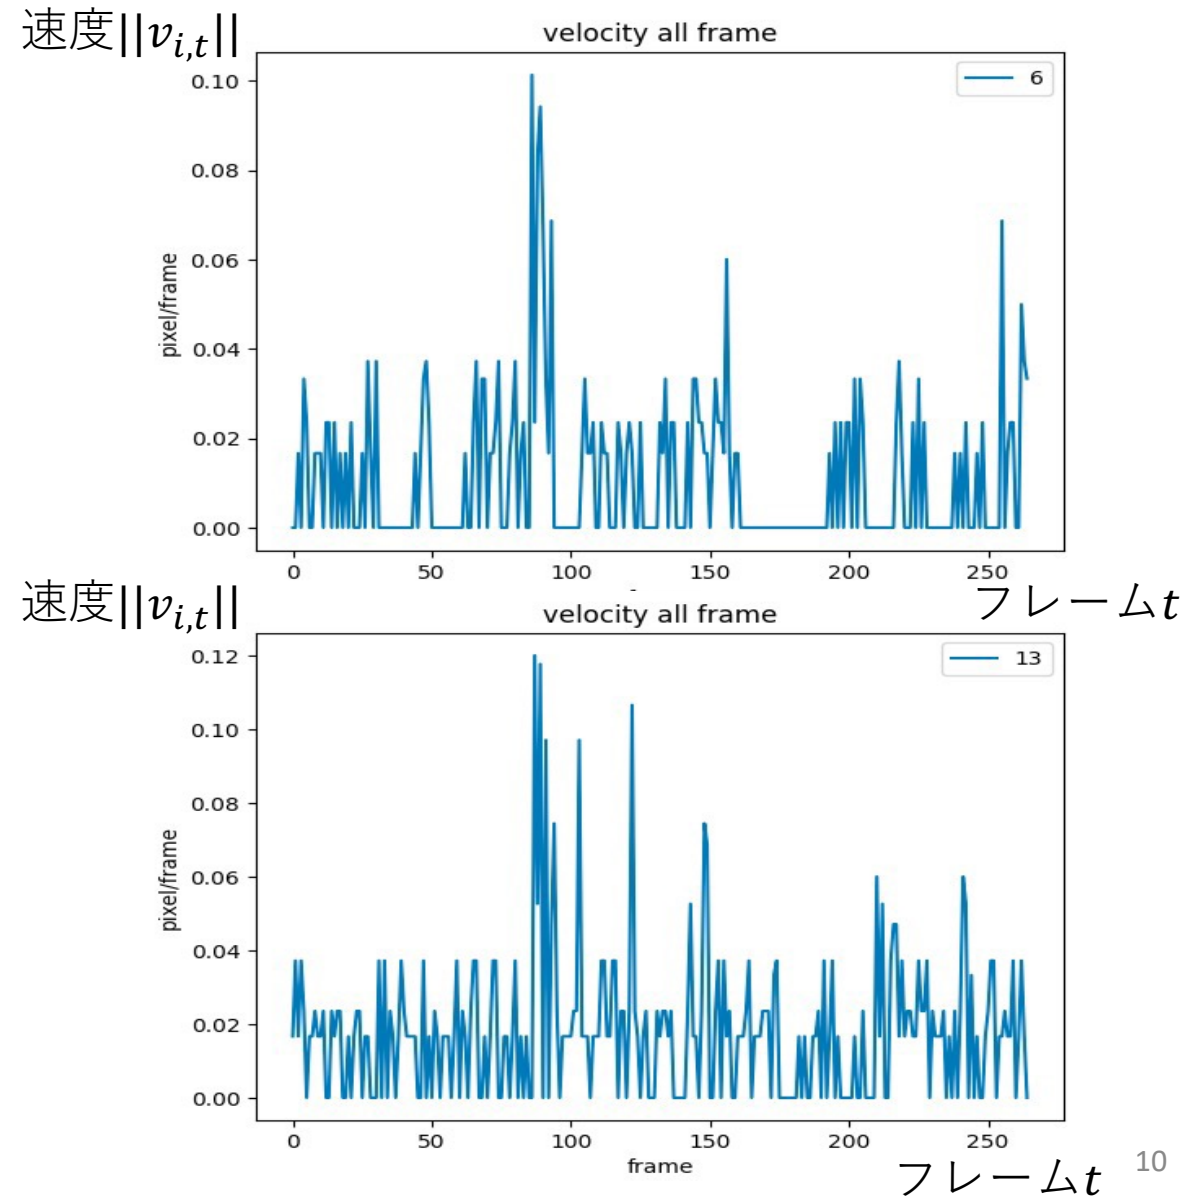 速度||v_{i,t}||
velocity all frame
6
0.10
0.08
0.06
0.04
0.02
0.00
pixel/frame
0 50 100 150 200 250
フレームt
速度||v_{i,t}||
velocity all frame
13
0.12
0.10
0.08
0.06
0.04
0.02
0.00
pixel/frame
0 50 100 150 200 250
frame
フレームt
10